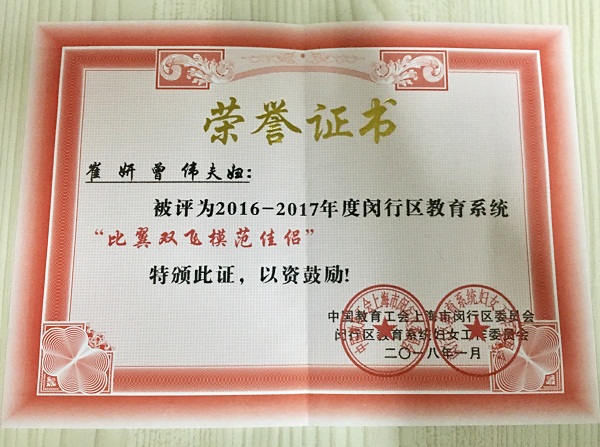 荣誉证书
崔妍曾伟夫妇:
被评为2016-2017年度闵行区教育系统
“比翼双飞模范佳侣”
特颁此证，以资鼓励!
中国教育工会上海市闵行区委员会
闵行区教育系统妇女工作委员会
二〇一八年一月